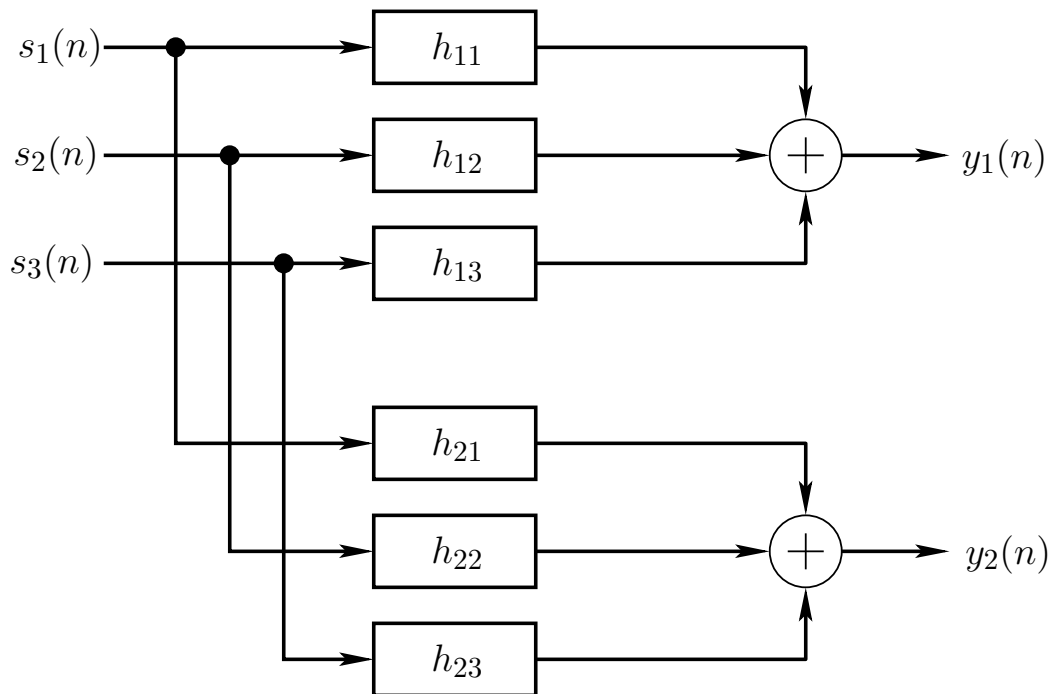 s₁(n)
h₁₁
s₂(n)
h₁₂
+
y₁(n)
s₃(n)
h₁₃
h₂₁
h₂₂
+
y₂(n)
h₂₃